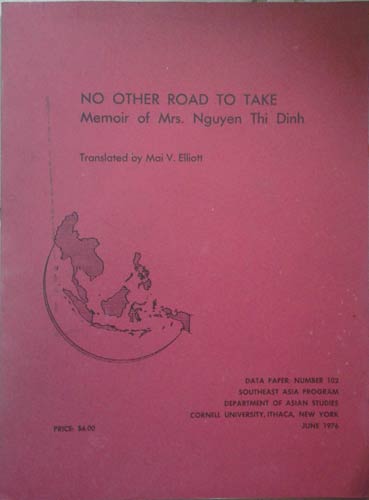 NO OTHER ROAD TO TAKE
Memoir of Mrs. Nguyen Thi Dinh
Translated by Mai V. Elliott
DATA PAPER: NUMBER 102
SOUTHEAST ASIA PROGRAM
DEPARTMENT OF ASIAN STUDIES
CORNELL UNIVERSITY, ITHACA, NEW YORK
JUNE 1976
PRICE: $6.00